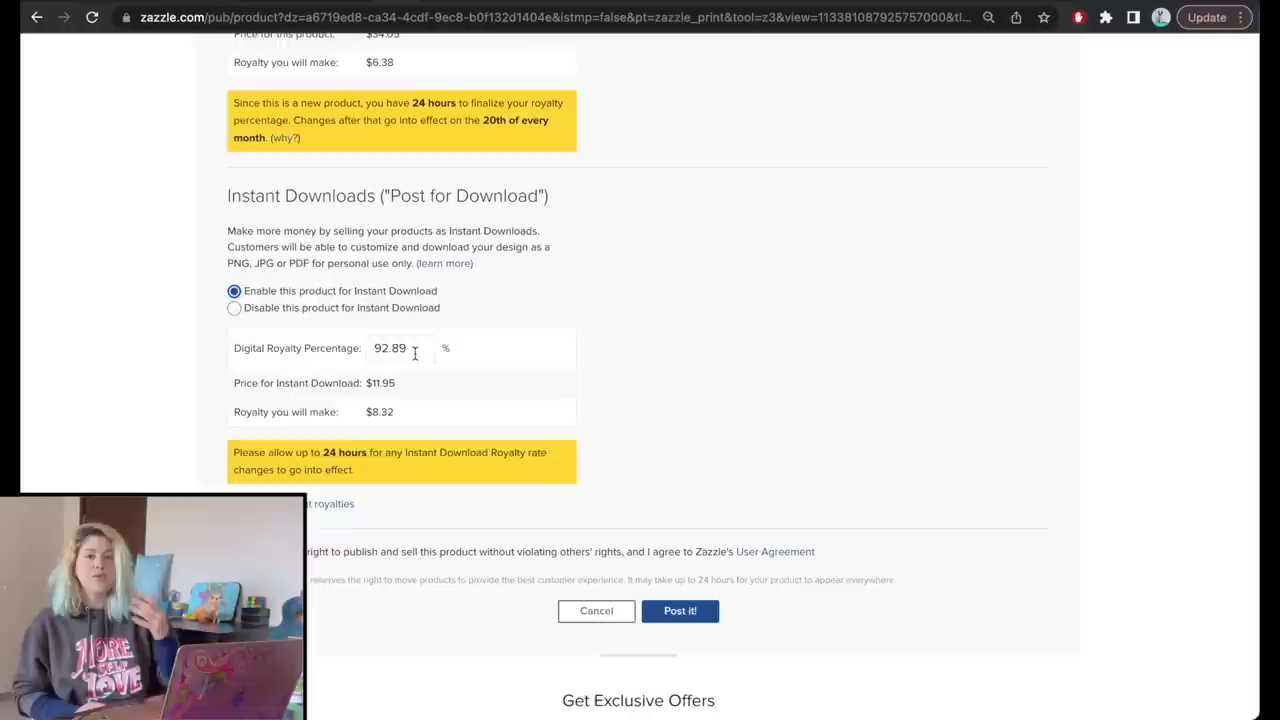 zazzle.com/pub/product?dz=a6719ed8-ca34-4cdf-9ec8-b0f132d1404e&istmp=false&pt=zazzle_print&tool=z3&view=113381087925757000&tl...
Update
Price for this product: $34.05
Royalty you will make: $6.38
Since this is a new product, you have 24 hours to finalize your royalty
percentage. Changes after that go into effect on the 20th of every
month. (why?)
Instant Downloads ("Post for Download")
Make more money by selling your products as Instant Downloads.
Customers will be able to customize and download your design as a
PNG, JPG or PDF for personal use only. (learn more)
Enable this product for Instant Download
Disable this product for Instant Download
Digital Royalty Percentage: 92.89 %
Price for Instant Download: $11.95
Royalty you will make: $8.32
Please allow up to 24 hours for any Instant Download Royalty rate
changes to go into effect.
royalties
right to publish and sell this product without violating others' rights, and I agree to Zazzle's User Agreement
reserves the right to move products to provide the best customer experience. It may take up to 24 hours for your product to appear everywhere.
Cancel Post it!
MORE
SELF
LOVE
Get Exclusive Offers